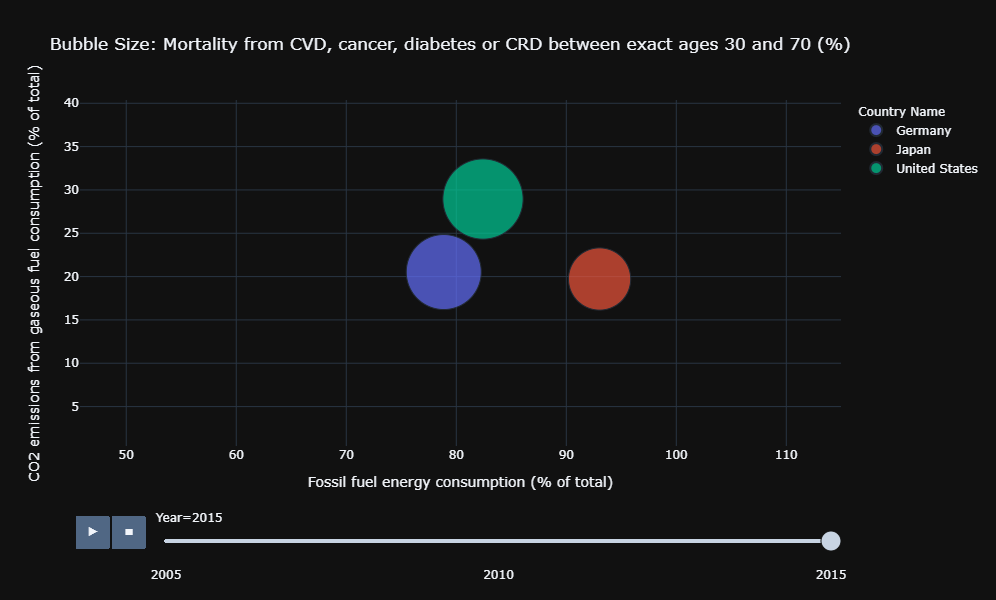 Bubble Size: Mortality from CVD, cancer, diabetes or CRD between exact ages 30 and 70 (%)
CO2 emissions from gaseous fuel consumption (% of total)
40
35
30
25
20
15
10
5
50 60 70 80 90 100 110
Fossil fuel energy consumption (% of total)
Country Name
Germany
Japan
United States
Year=2015
2005 2010 2015